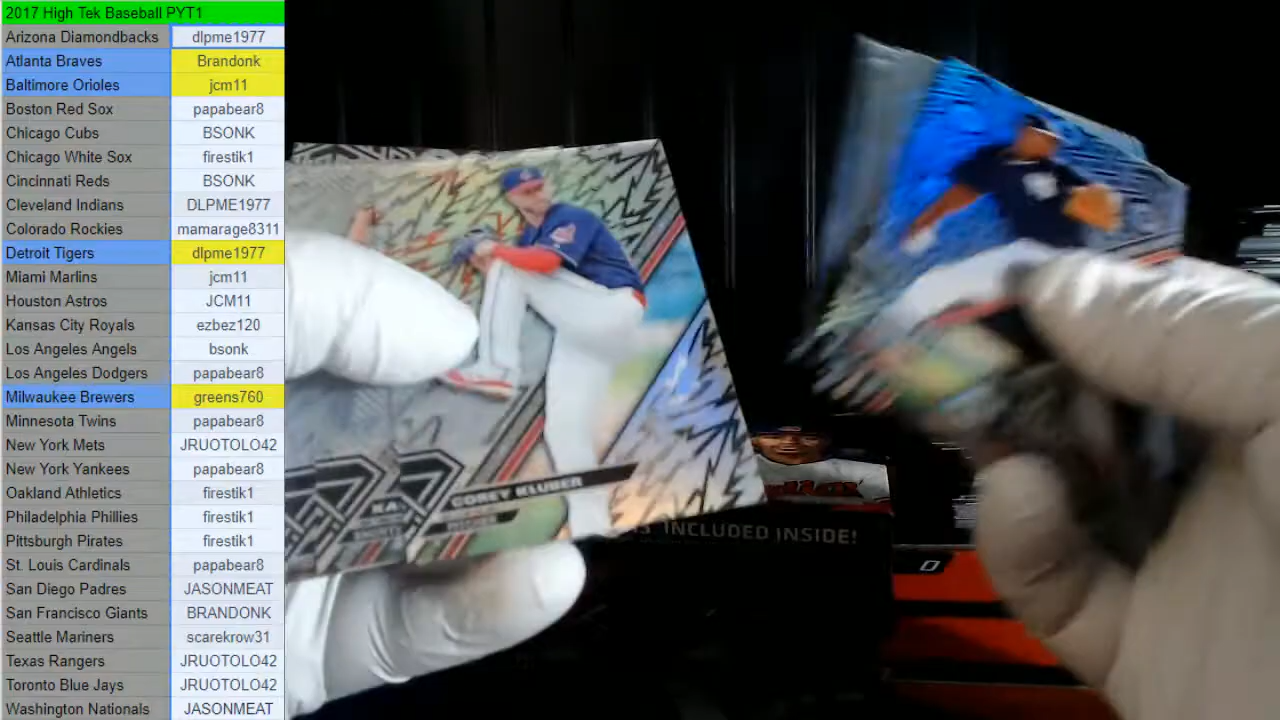 2017 High Tek Baseball PYT1
Arizona Diamondbacks dlpme1977
Atlanta Braves Brandonk
Baltimore Orioles jcm11
Boston Red Sox papabear8
Chicago Cubs BSONK
Chicago White Sox firestik1
Cincinnati Reds BSONK
Cleveland Indians DLPME1977
Colorado Rockies mamarage8311
Detroit Tigers dlpme1977
Miami Marlins jcm11
Houston Astros JCM11
Kansas City Royals ezbez120
Los Angeles Angels bsonk
Los Angeles Dodgers papabear8
Milwaukee Brewers greens760
Minnesota Twins papabear8
New York Mets JRUOTOLO42
New York Yankees papabear8
Oakland Athletics firestik1
Philadelphia Phillies firestik1
Pittsburgh Pirates firestik1
St. Louis Cardinals papabear8
San Diego Padres JASONMEAT
San Francisco Giants BRANDONK
Seattle Mariners scarekrow31
Texas Rangers JRUOTOLO42
Toronto Blue Jays JRUOTOLO42
Washington Nationals JASONMEAT
COREY KLUBER
INCLUDED INSIDE!